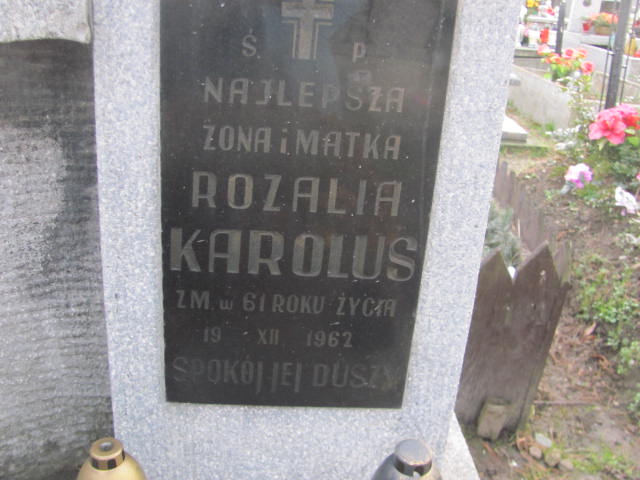 Ś P
NAJLEPSZA
ŻONA i MATKA
ROZALIA
KAROLUS
ZM. w 61 ROKU ŻYCIA
19 XII 1962
SPOKÓJ JEJ DUSZY